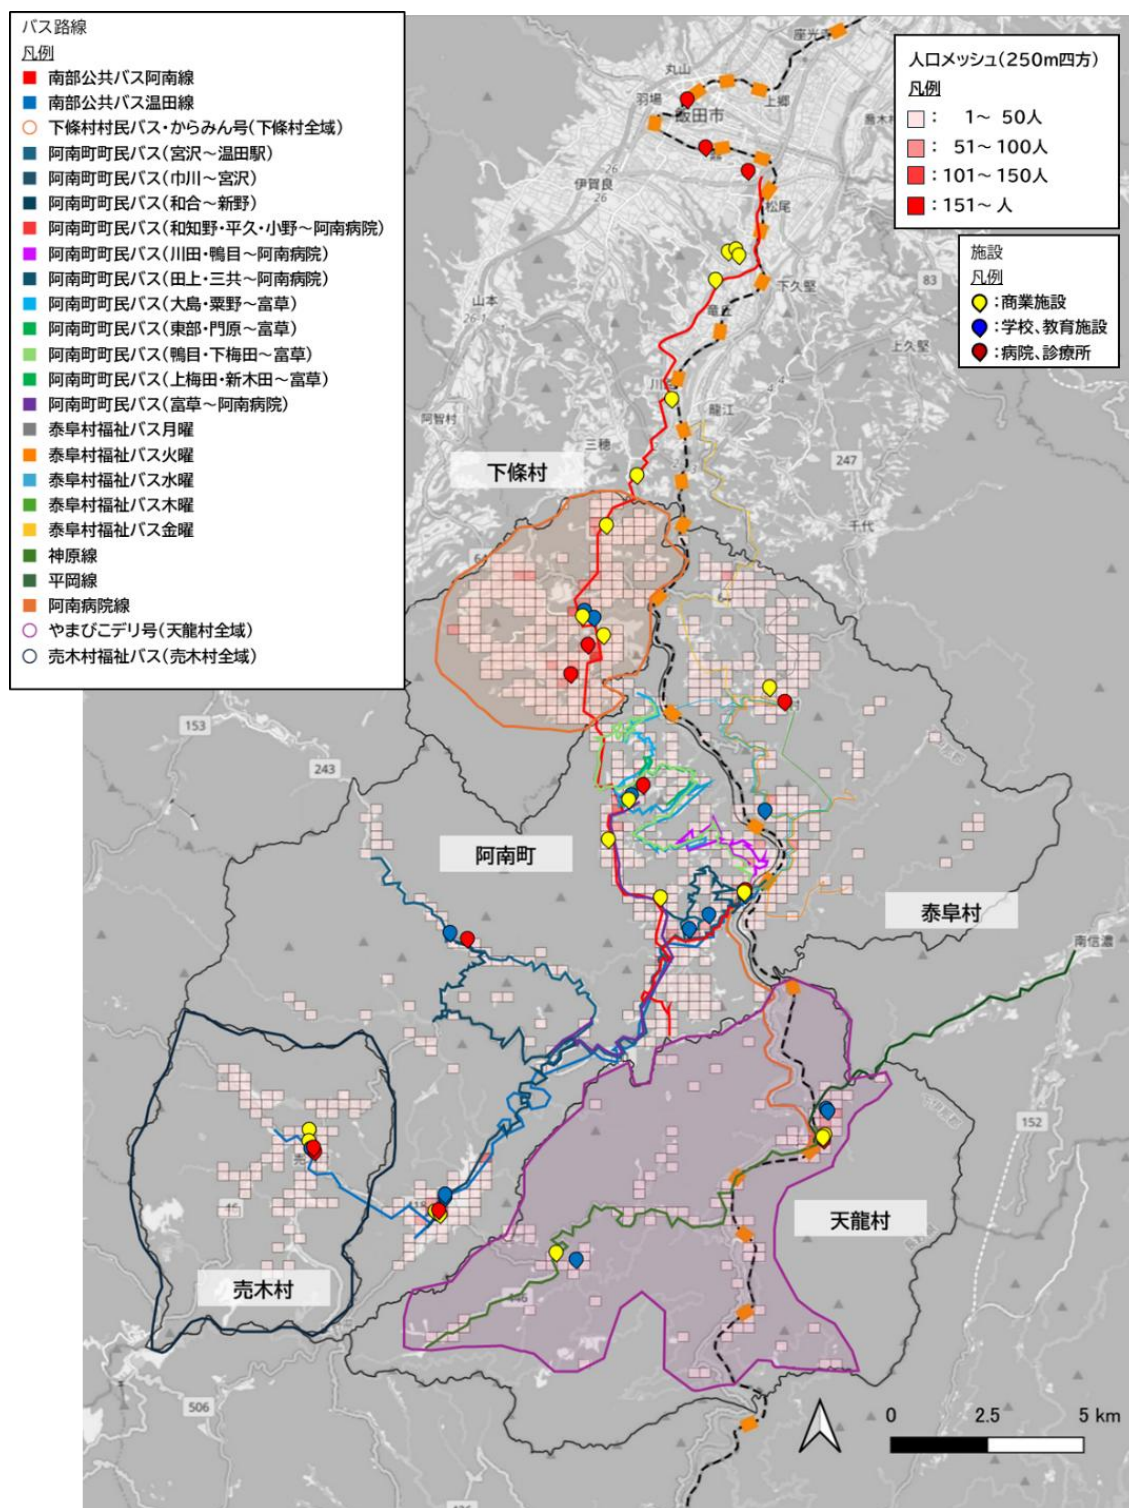 バス路線
凡例
南部公共バス阿南線
南部公共バス温田線
下條村村民バス・からみん号(下條村全域)
阿南町町民バス(宮沢～温田駅)
阿南町町民バス(巾川～宮沢)
阿南町町民バス(和合～新野)
阿南町町民バス(和知野・平久・小野～阿南病院)
阿南町町民バス(川田・鴨目～阿南病院)
阿南町町民バス(田上・三共～阿南病院)
阿南町町民バス(大島・粟野～富草)
阿南町町民バス(東部・門原～富草)
阿南町町民バス(鴨目・下梅田～富草)
阿南町町民バス(上梅田・新木田～富草)
阿南町町民バス(富草～阿南病院)
泰阜村福祉バス月曜
泰阜村福祉バス火曜
泰阜村福祉バス水曜
泰阜村福祉バス木曜
泰阜村福祉バス金曜
神原線
平岡線
阿南病院線
やまびこデリ号(天龍村全域)
売木村福祉バス(売木村全域)
人口メッシュ(250m四方)
凡例
: 1～ 50人
: 51～100人
: 101～150人
: 151～ 人
施設
凡例
:商業施設
:学校、教育施設
:病院、診療所
座光寺
丸山
羽場
上郷
飯田市
喬木村
伊賀良
26
26
松尾
83
山本
下久堅
竜丘
上久堅
川路
龍江
阿智村
三穂
247
下條村
千代
64
153
243
阿南町
泰阜村
南信濃
152
418
46
天龍村
売木村
506
0 2.5 5 km